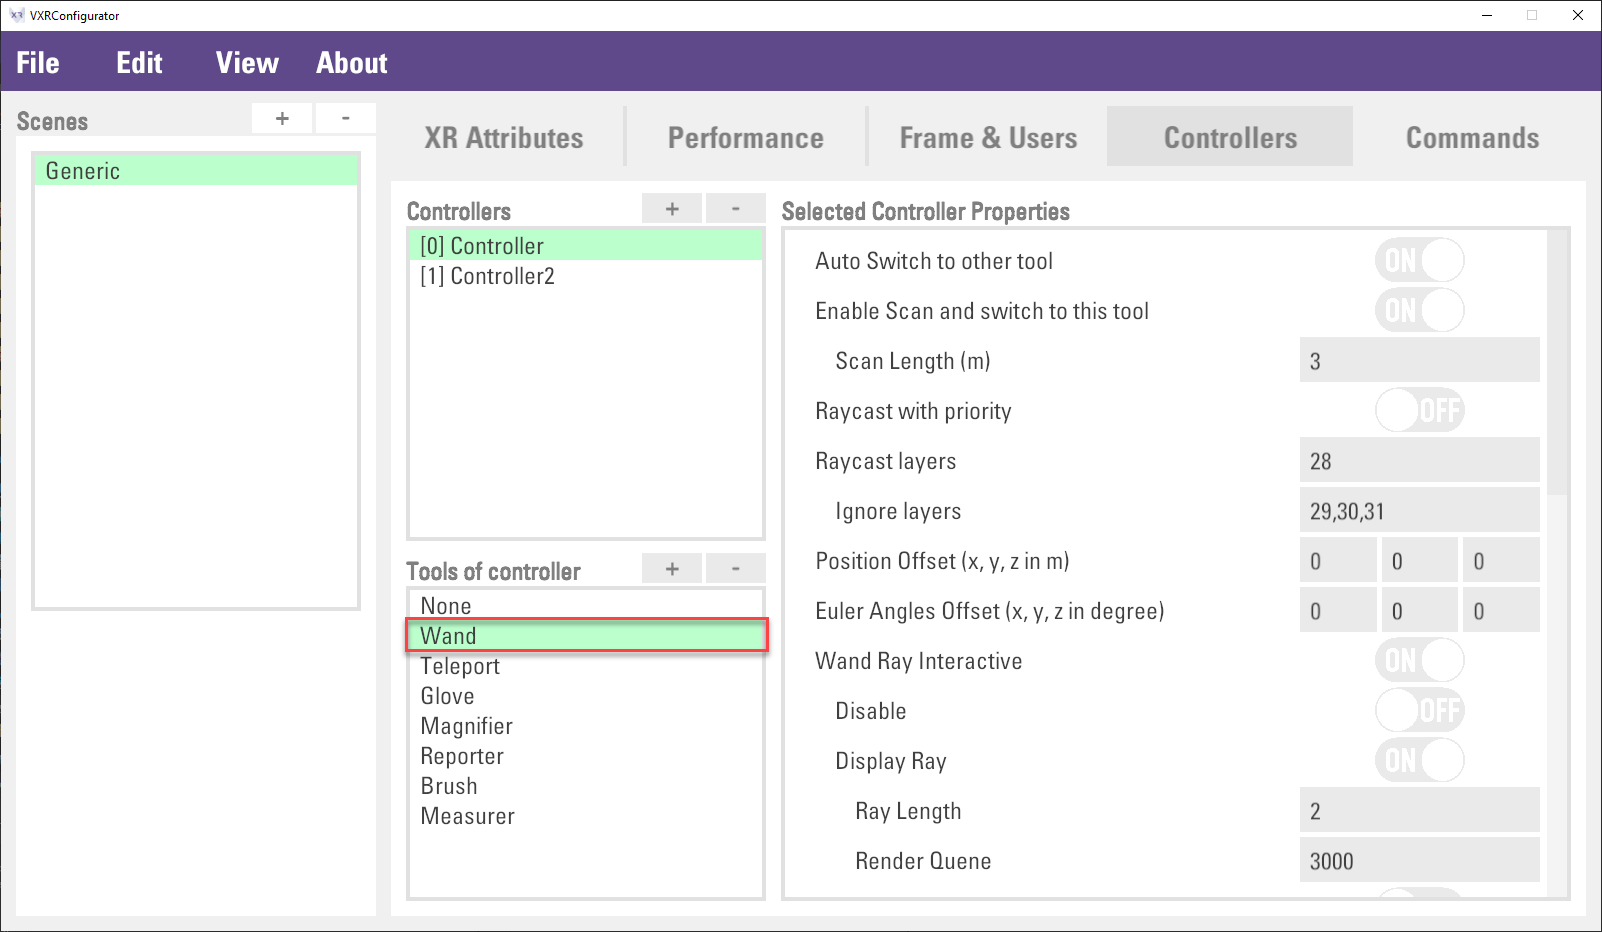 VXRConfigurator
File Edit View About
Scenes + -
Generic
XR Attributes Performance Frame & Users Controllers Commands
Controllers + -
[0] Controller
[1] Controller2
Tools of controller + -
None
Wand
Teleport
Glove
Magnifier
Reporter
Brush
Measurer
Selected Controller Properties
Auto Switch to other tool ON
Enable Scan and switch to this tool ON
Scan Length (m) 3
Raycast with priority OFF
Raycast layers 28
Ignore layers 29,30,31
Position Offset (x, y, z in m) 0 0 0
Euler Angles Offset (x, y, z in degree) 0 0 0
Wand Ray Interactive ON
Disable OFF
Display Ray ON
Ray Length 2
Render Quene 3000